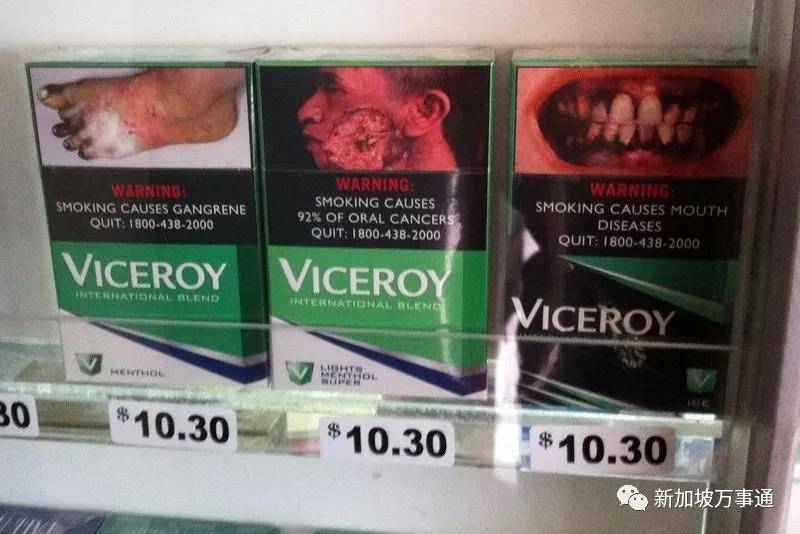 WARNING:
SMOKING CAUSES GANGRENE
QUIT: 1800-438-2000
VICEROY
INTERNATIONAL BLEND
V
MENTHOL
WARNING:
SMOKING CAUSES
92% OF ORAL CANCERS
QUIT: 1800-438-2000
VICEROY
INTERNATIONAL BLEND
V
LIGHTS
MENTHOL
SUPER
WARNING:
SMOKING CAUSES MOUTH
DISEASES
QUIT: 1800-438-2000
VICEROY
V
ICE
30
$10.30
$10.30
$10.30
新加坡万事通